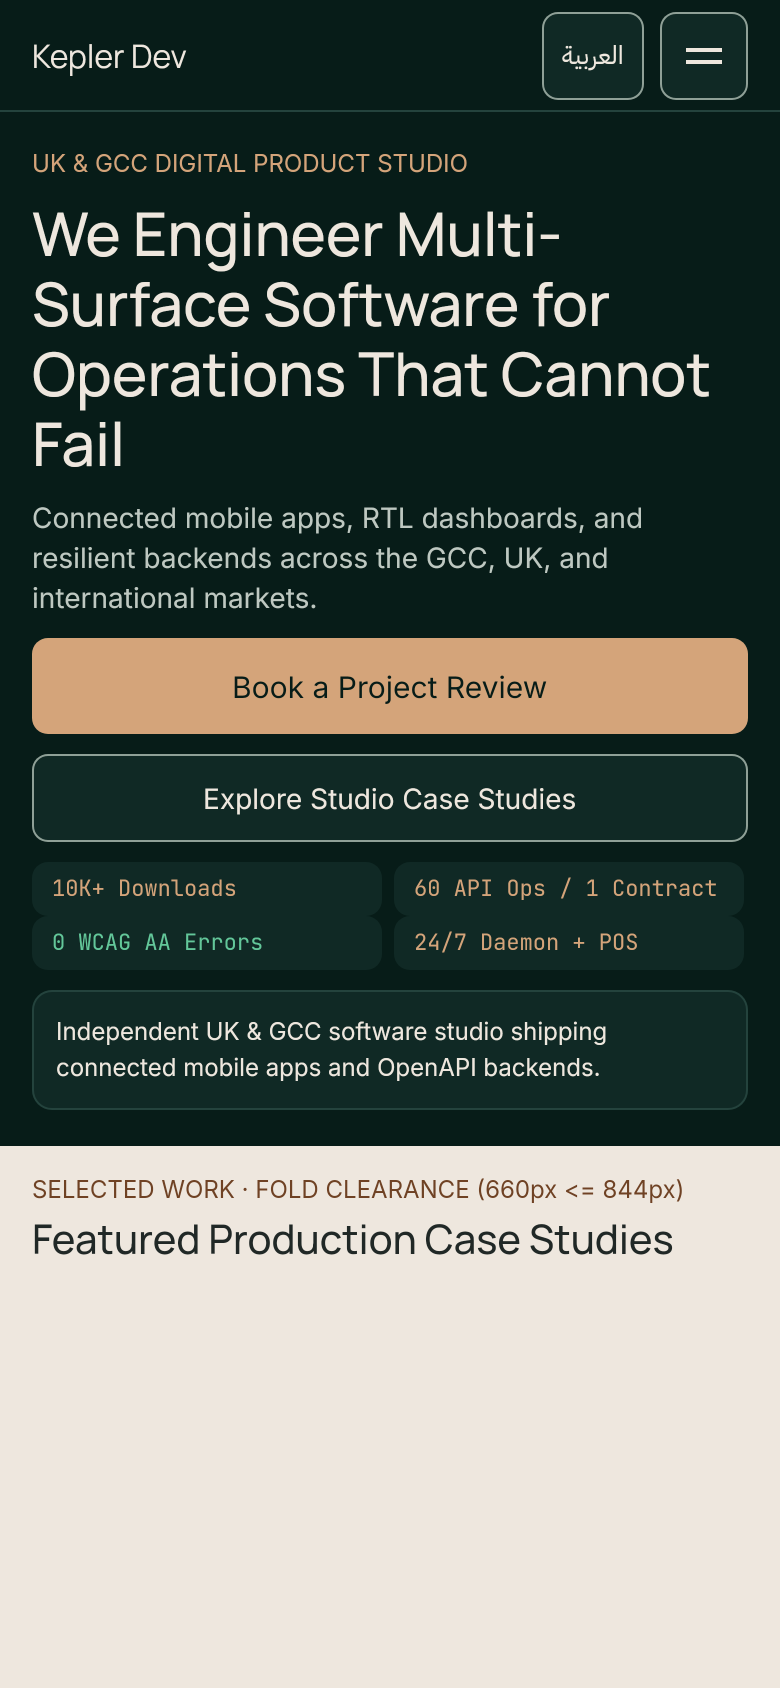 Kepler Dev
العربية
UK & GCC DIGITAL PRODUCT STUDIO
We Engineer Multi-
Surface Software for
Operations That Cannot
Fail
Connected mobile apps, RTL dashboards, and
resilient backends across the GCC, UK, and
international markets.
Book a Project Review
Explore Studio Case Studies
10K+ Downloads
60 API Ops / 1 Contract
0 WCAG AA Errors
24/7 Daemon + POS
Independent UK & GCC software studio shipping
connected mobile apps and OpenAPI backends.
SELECTED WORK · FOLD CLEARANCE (660px <= 844px)
Featured Production Case Studies